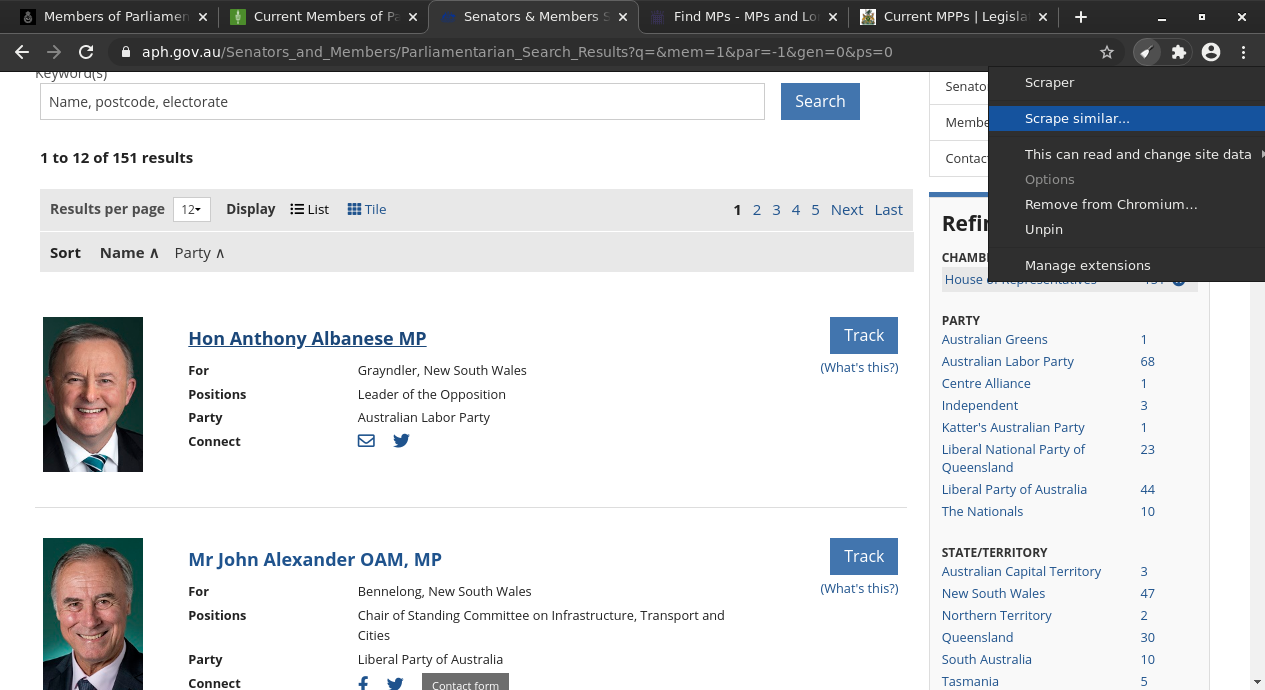 Members of Parliamen
Current Members of Pa
Senators & Members S
Find MPs - MPs and Lo
Current MPPs | Legisla
aph.gov.au/Senators_and_Members/Parliamentarian_Search_Results?q=&mem=1&par=-1&gen=0&ps=0
Scraper
Scrape similar...
This can read and change site data
Options
Remove from Chromium...
Unpin
Manage extensions
Keyword(s)
Name, postcode, electorate
Search
1 to 12 of 151 results
Results per page 12 Display List Tile 1 2 3 4 5 Next Last
Sort Name ∧ Party ∧
Hon Anthony Albanese MP
Track
(What's this?)
For Grayndler, New South Wales
Positions Leader of the Opposition
Party Australian Labor Party
Connect
Mr John Alexander OAM, MP
Track
(What's this?)
For Bennelong, New South Wales
Positions Chair of Standing Committee on Infrastructure, Transport and
Cities
Party Liberal Party of Australia
Connect Contact form
Senato
Membe
Contac
Refin
CHAMB
House of Representatives 151
PARTY
Australian Greens 1
Australian Labor Party 68
Centre Alliance 1
Independent 3
Katter's Australian Party 1
Liberal National Party of 23
Queensland
Liberal Party of Australia 44
The Nationals 10
STATE/TERRITORY
Australian Capital Territory 3
New South Wales 47
Northern Territory 2
Queensland 30
South Australia 10
Tasmania 5